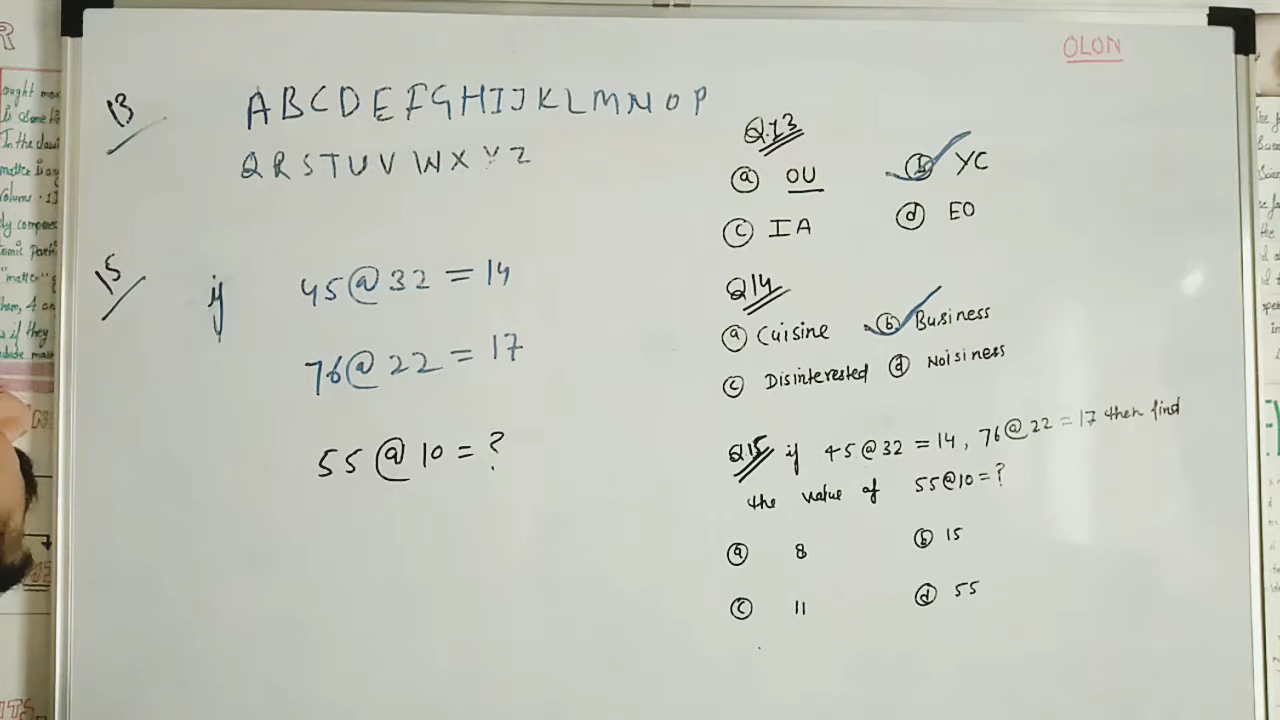 OLON
13
ABCDEFGHIJKLMNOP
QRSTUVWXYZ
Q.13
(a) OU (b) YC
(c) IA (d) EO
15
if 45@32 = 14
76@22 = 17
55@10 = ?
Q14
(a) Cuisine (b) Business
(c) Disinterested (d) Noisiness
Q.15 if 45@32 = 14, 76@22 = 17 then find
the value of 55@10 = ?
(a) 8 (b) 15
(c) 11 (d) 55